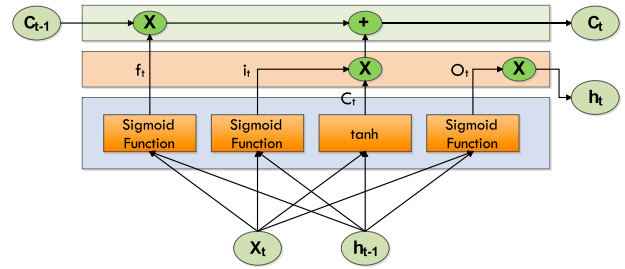 Cₜ₋₁
X
+
Cₜ
fₜ
iₜ
X
Oₜ
X
hₜ
Cₜ
Sigmoid
Function
Sigmoid
Function
tanh
Sigmoid
Function
Xₜ
hₜ₋₁